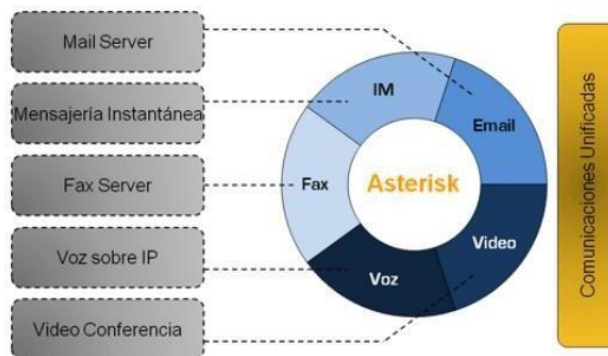 Mail Server
Mensajería Instantánea
Fax Server
Voz sobre IP
Video Conferencia
IM
Email
Fax
Asterisk
Video
Voz
Comunicaciones Unificadas